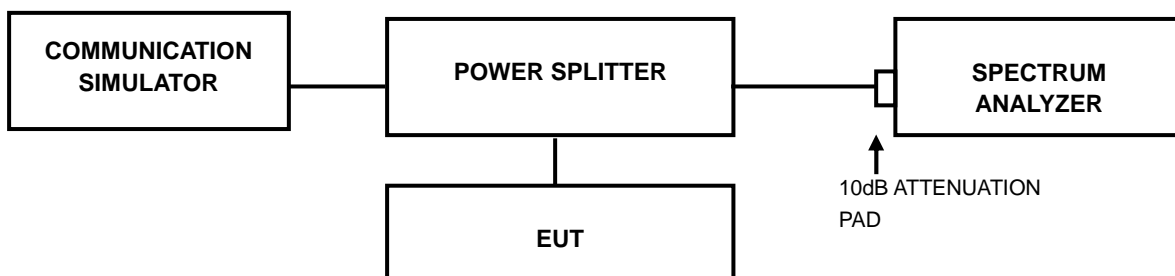 COMMUNICATION
SIMULATOR
POWER SPLITTER
SPECTRUM
ANALYZER
10dB ATTENUATION
PAD
EUT